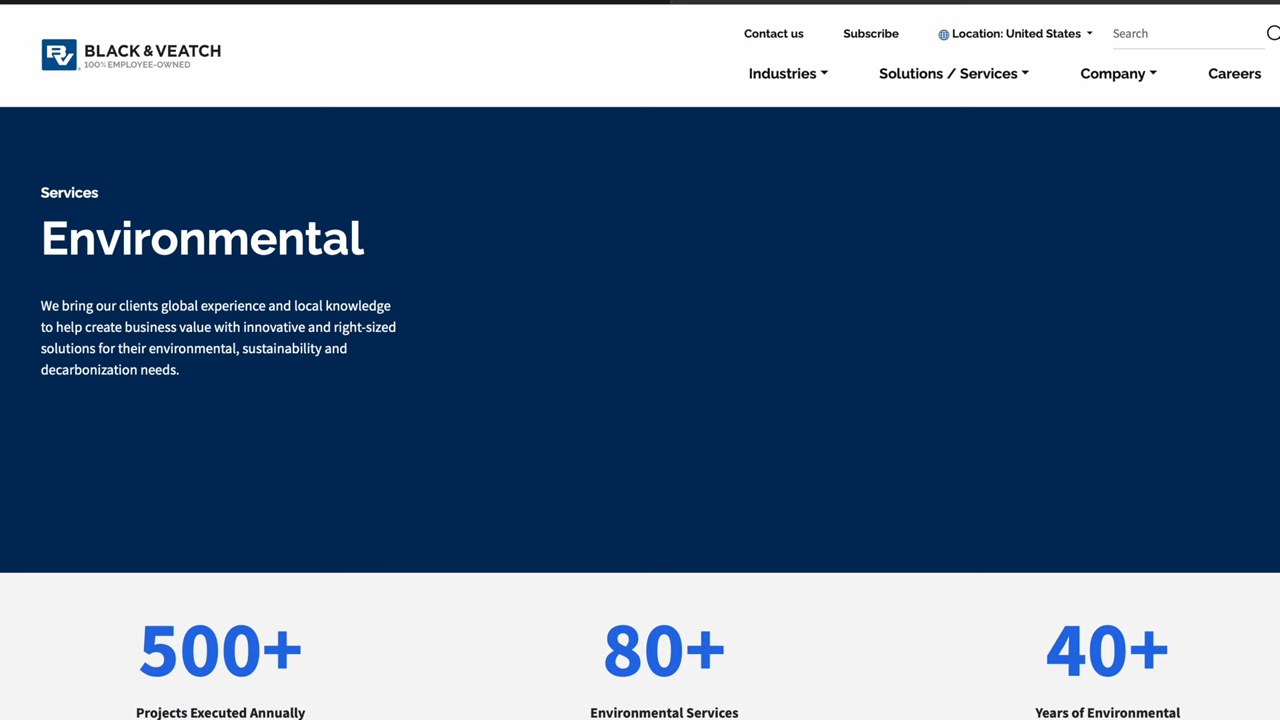 BLACK & VEATCH
100% EMPLOYEE-OWNED
Contact us
Subscribe
Location: United States
Search
Industries
Solutions / Services
Company
Careers
Services
Environmental
We bring our clients global experience and local knowledge
to help create business value with innovative and right-sized
solutions for their environmental, sustainability and
decarbonization needs.
500+
80+
40+
Projects Executed Annually
Environmental Services
Years of Environmental